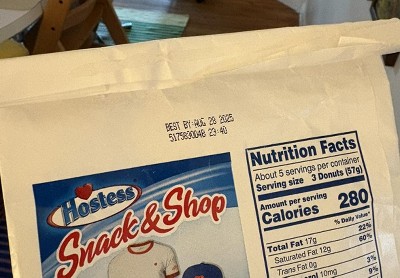 BEST BY:AUG 28 2025
5175830048 23:40
Hostess
Snack & Shop
Nutrition Facts
About 5 servings per container
Serving size 3 Donuts (57g)
Amount per serving
Calories 280
% Daily Value*
Total Fat 17g 22%
Saturated Fat 12g 60%
Trans Fat 0g
10mg 3%
9%